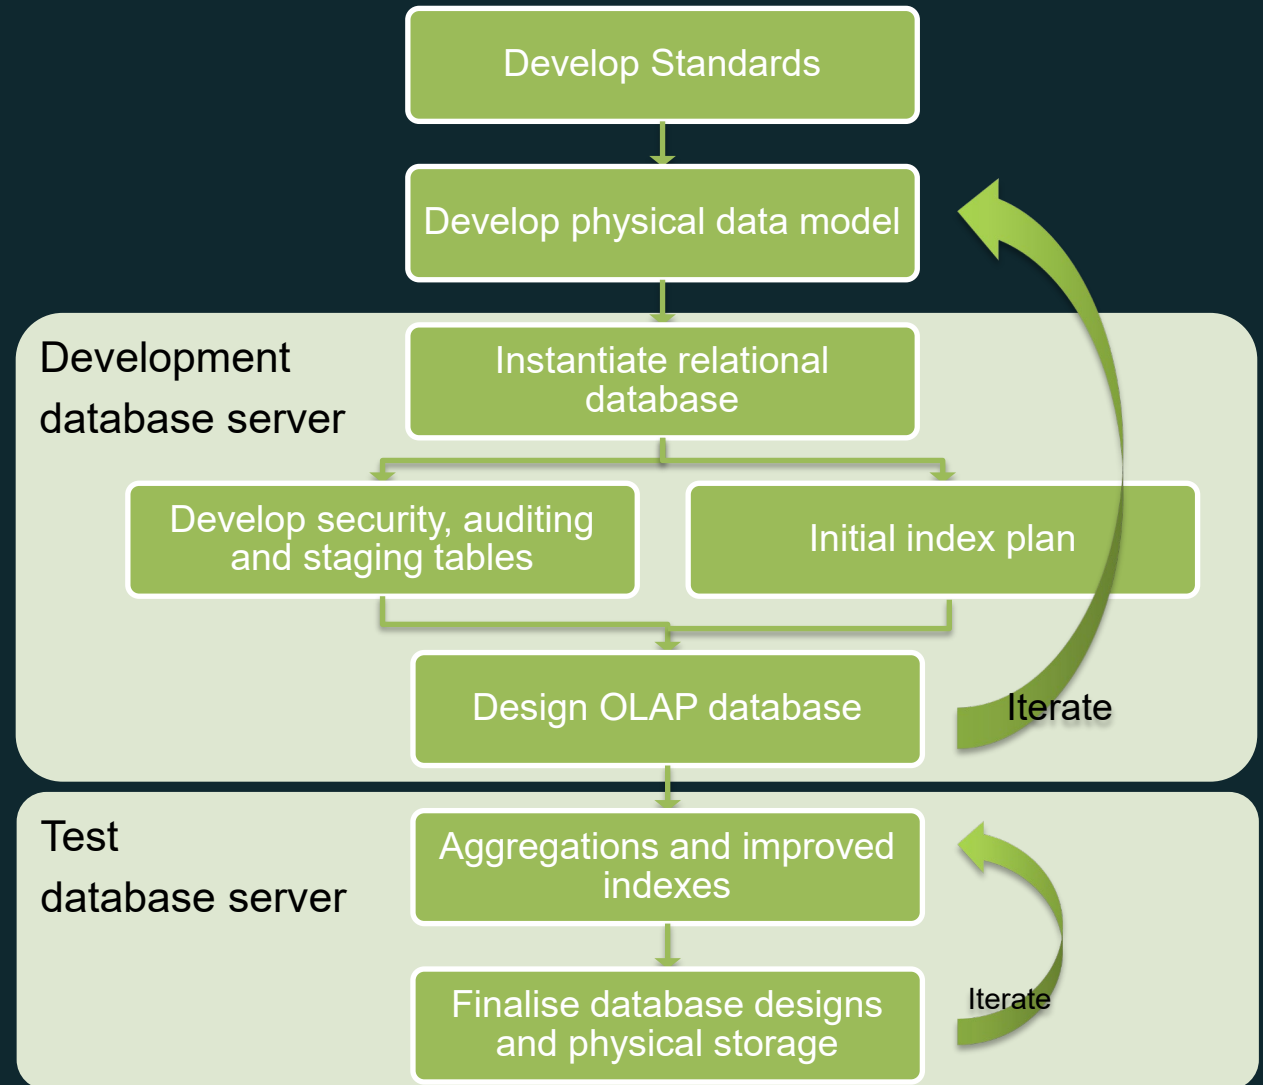 Develop Standards
Develop physical data model
Development
database server
Instantiate relational
database
Develop security, auditing
and staging tables
Initial index plan
Design OLAP database
Iterate
Test
database server
Aggregations and improved
indexes
Finalise database designs
and physical storage
Iterate